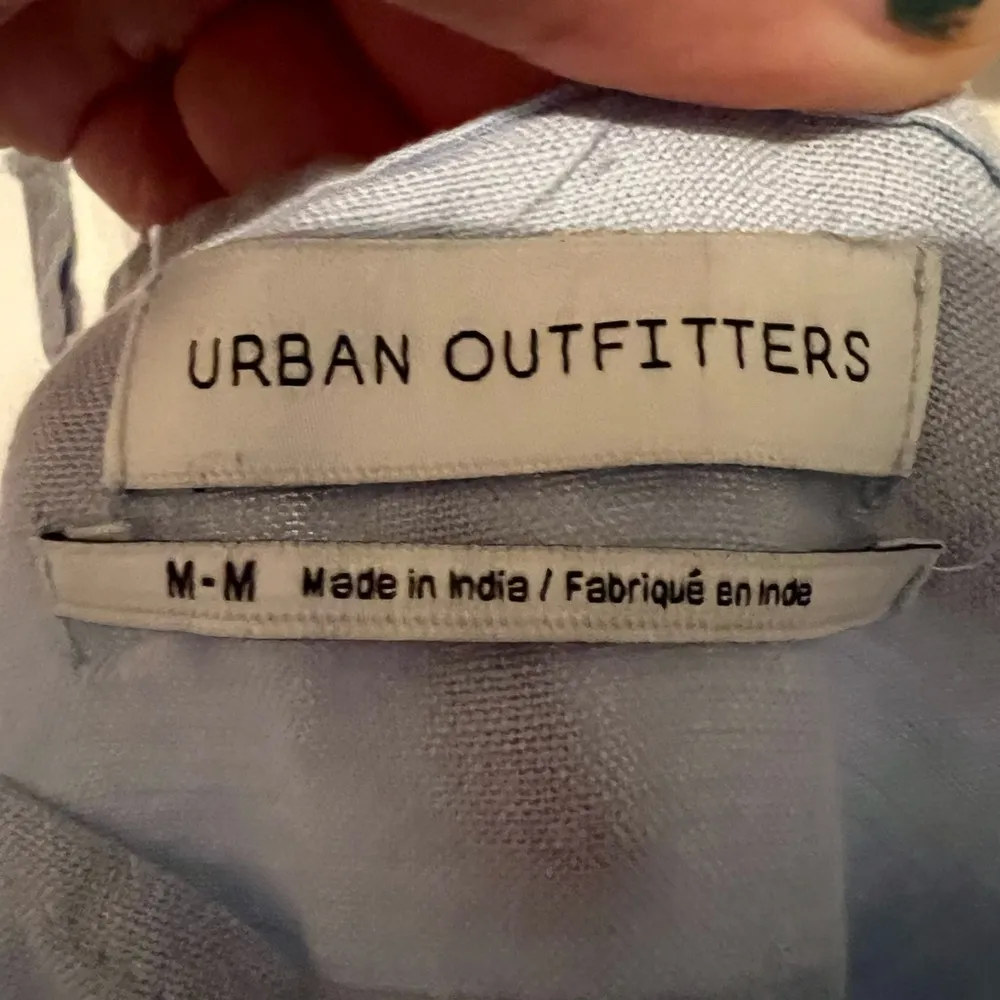 URBAN OUTFITTERS
M-M Made in India / Fabriqué en Inde